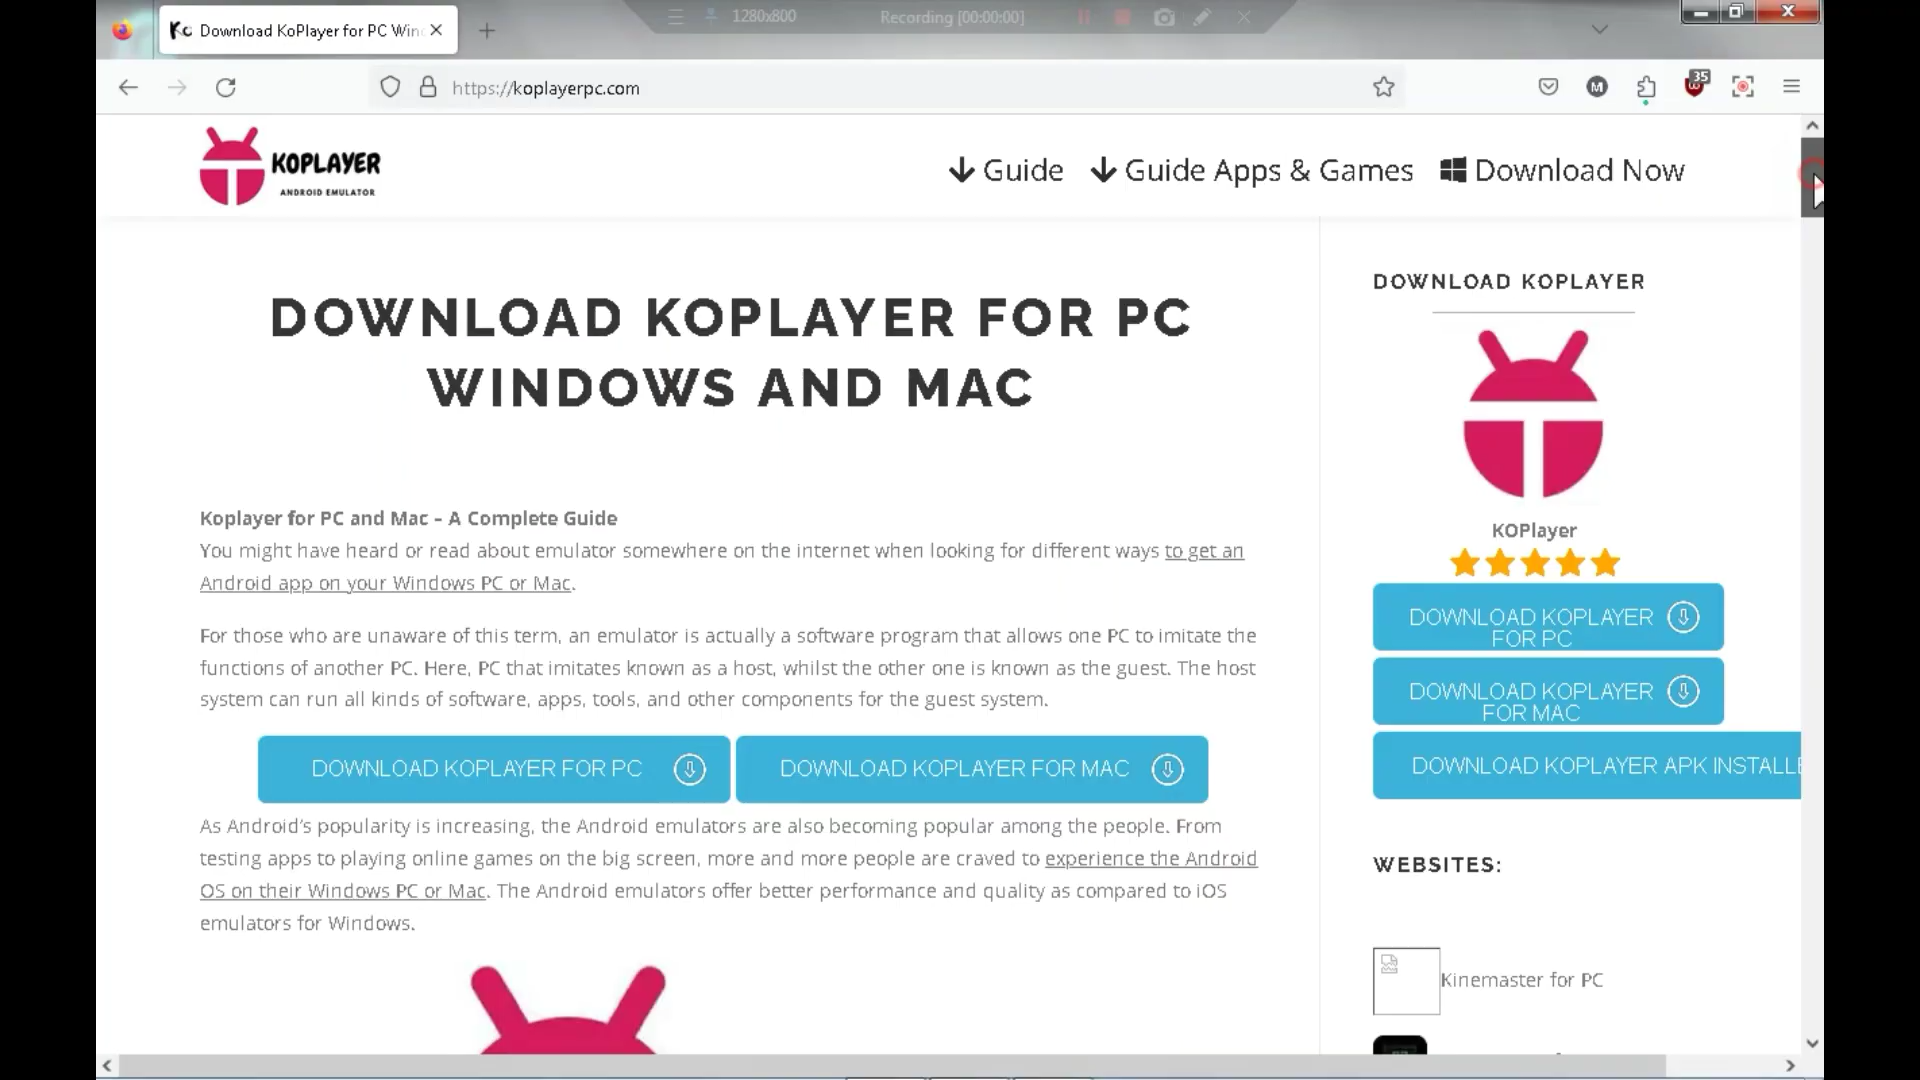 1280x800
Recording [00:00:00]
Download KoPlayer for PC Win
https://koplayerpc.com
M
35
KOPLAYER
ANDROID EMULATOR
Guide
Guide Apps & Games
Download Now
DOWNLOAD KOPLAYER FOR PC
WINDOWS AND MAC
Koplayer for PC and Mac – A Complete Guide
You might have heard or read about emulator somewhere on the internet when looking for different ways to get an
Android app on your Windows PC or Mac.
For those who are unaware of this term, an emulator is actually a software program that allows one PC to imitate the
functions of another PC. Here, PC that imitates known as a host, whilst the other one is known as the guest. The host
system can run all kinds of software, apps, tools, and other components for the guest system.
DOWNLOAD KOPLAYER FOR PC
DOWNLOAD KOPLAYER FOR MAC
As Android’s popularity is increasing, the Android emulators are also becoming popular among the people. From
testing apps to playing online games on the big screen, more and more people are craved to experience the Android
OS on their Windows PC or Mac. The Android emulators offer better performance and quality as compared to iOS
emulators for Windows.
DOWNLOAD KOPLAYER
KOPlayer
DOWNLOAD KOPLAYER
FOR PC
DOWNLOAD KOPLAYER
FOR MAC
DOWNLOAD KOPLAYER APK INSTALLE
WEBSITES:
Kinemaster for PC